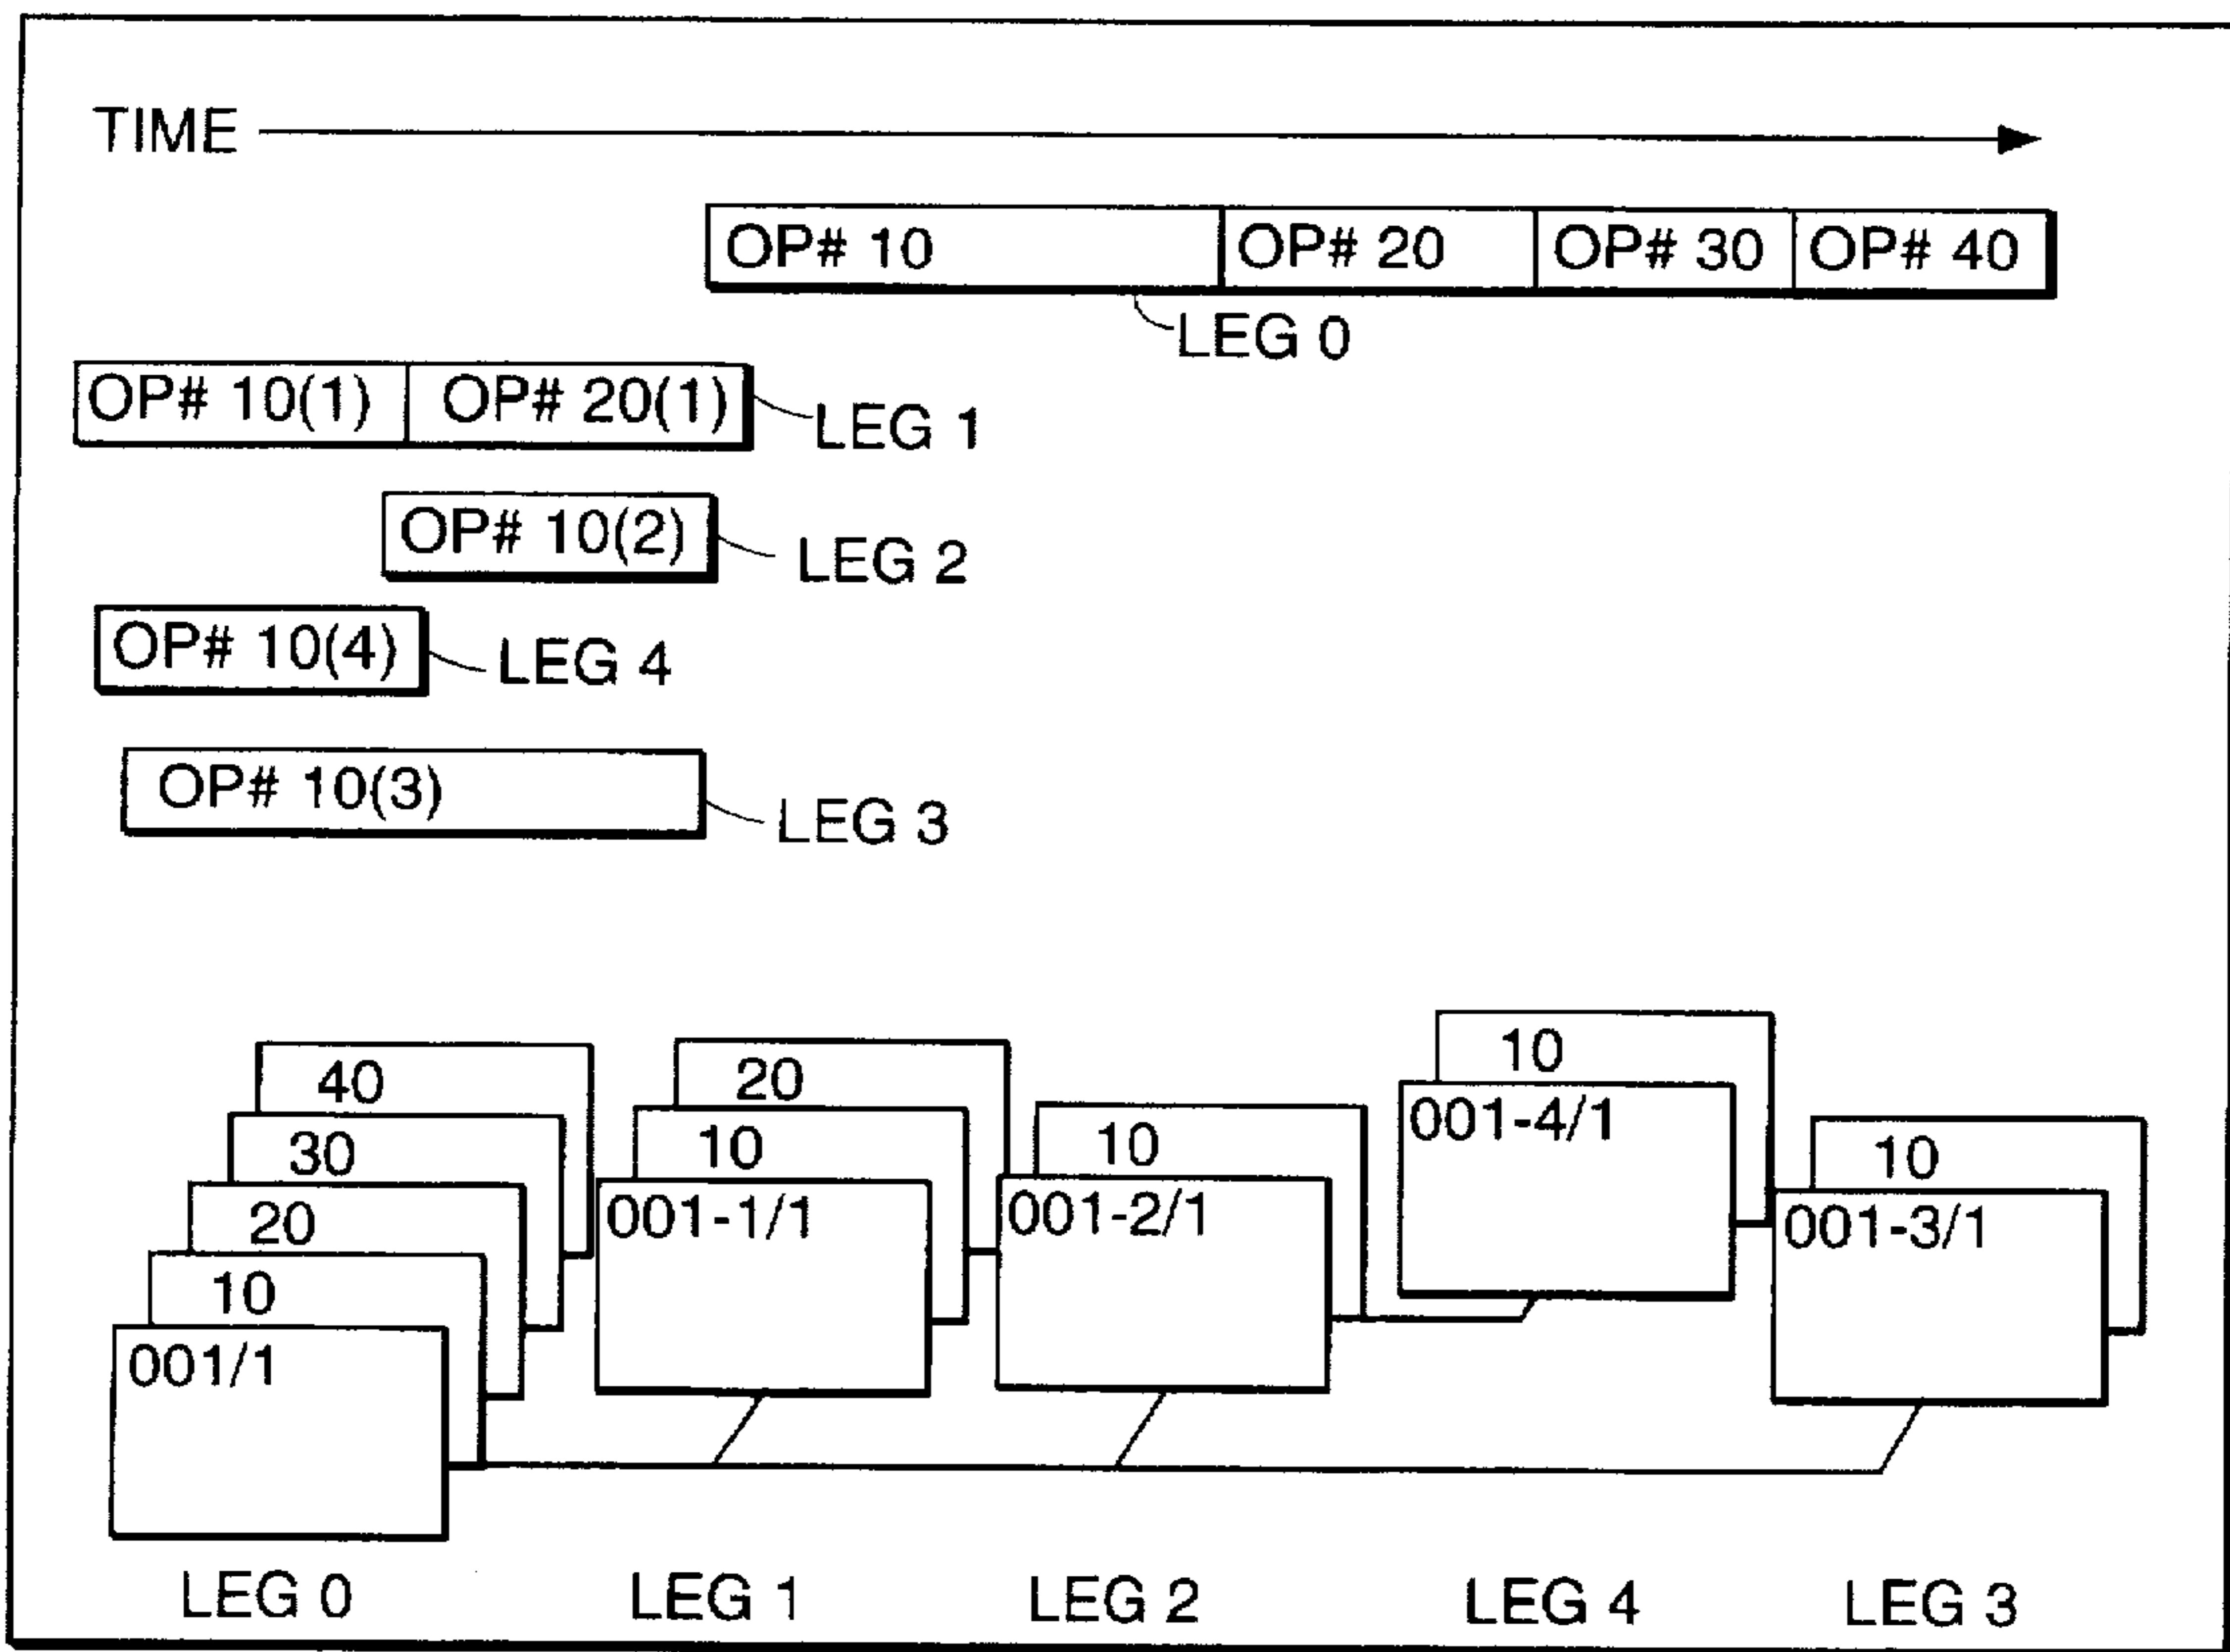 TIME
OP# 10
OP# 20
OP# 30
OP# 40
LEG 0
OP# 10(1)
OP# 20(1)
LEG 1
OP# 10(2)
LEG 2
OP# 10(4)
LEG 4
OP# 10(3)
LEG 3
40
30
20
10
001/1
20
10
001-1/1
10
001-2/1
10
001-4/1
10
001-3/1
LEG 0
LEG 1
LEG 2
LEG 4
LEG 3